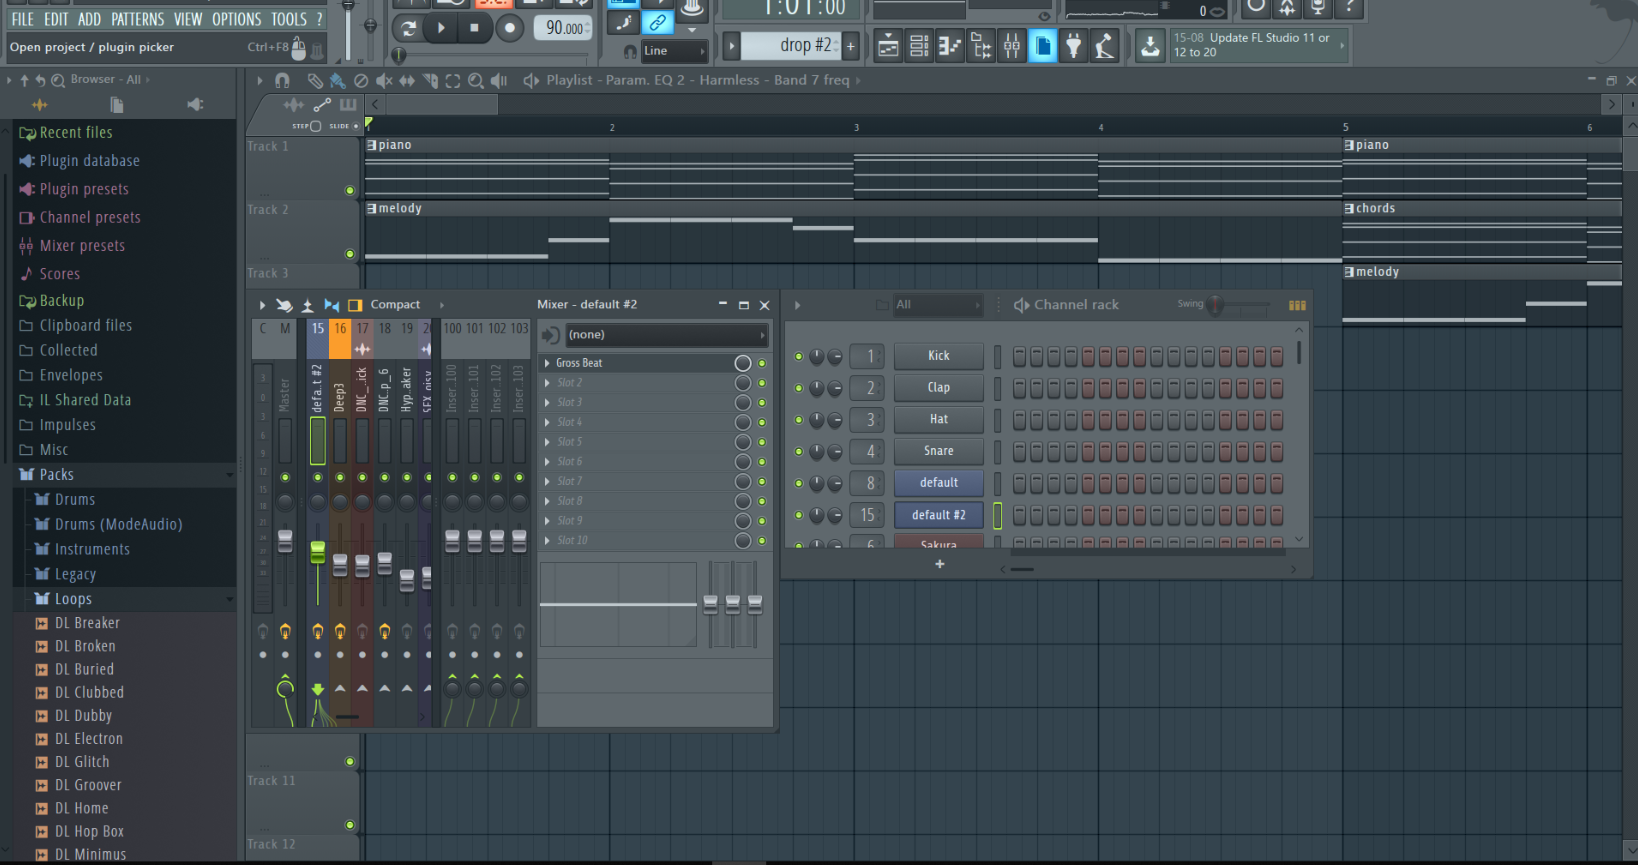 FILE EDIT ADD PATTERNS VIEW OPTIONS TOOLS ?
Open project / plugin picker Ctrl+F8
90.000
Line
1:01:00
drop #2
+
0
15-08 Update FL Studio 11 or
12 to 20
Browser - All
Playlist - Param. EQ 2 - Harmless - Band 7 freq
Recent files
Plugin database
Plugin presets
Channel presets
Mixer presets
Scores
Backup
Clipboard files
Collected
Envelopes
IL Shared Data
Impulses
Misc
Packs
Drums
Drums (ModeAudio)
Instruments
Legacy
Loops
DL Breaker
DL Broken
DL Buried
DL Clubbed
DL Dubby
DL Electron
DL Glitch
DL Groover
DL Home
DL Hop Box
DL Minimus
STEP SLIDE
1 2 3 4 5 6
Track 1
piano piano
Track 2
melody chords
Track 3
melody
Compact
Mixer - default #2
C M 15 16 17 18 19 100 101 102 103
Master
defa.t #2
Deep3
DNC_.ick
DNC.p_6
Hyp.aker
SFX noisy
Inser.100
Inser.101
Inser.102
Inser.103
(none)
Gross Beat
Slot 2
Slot 3
Slot 4
Slot 5
Slot 6
Slot 7
Slot 8
Slot 9
Slot 10
All
Channel rack
Swing
1 Kick
2 Clap
3 Hat
4 Snare
8 default
15 default #2
6 Sakura
+
Track 11
Track 12